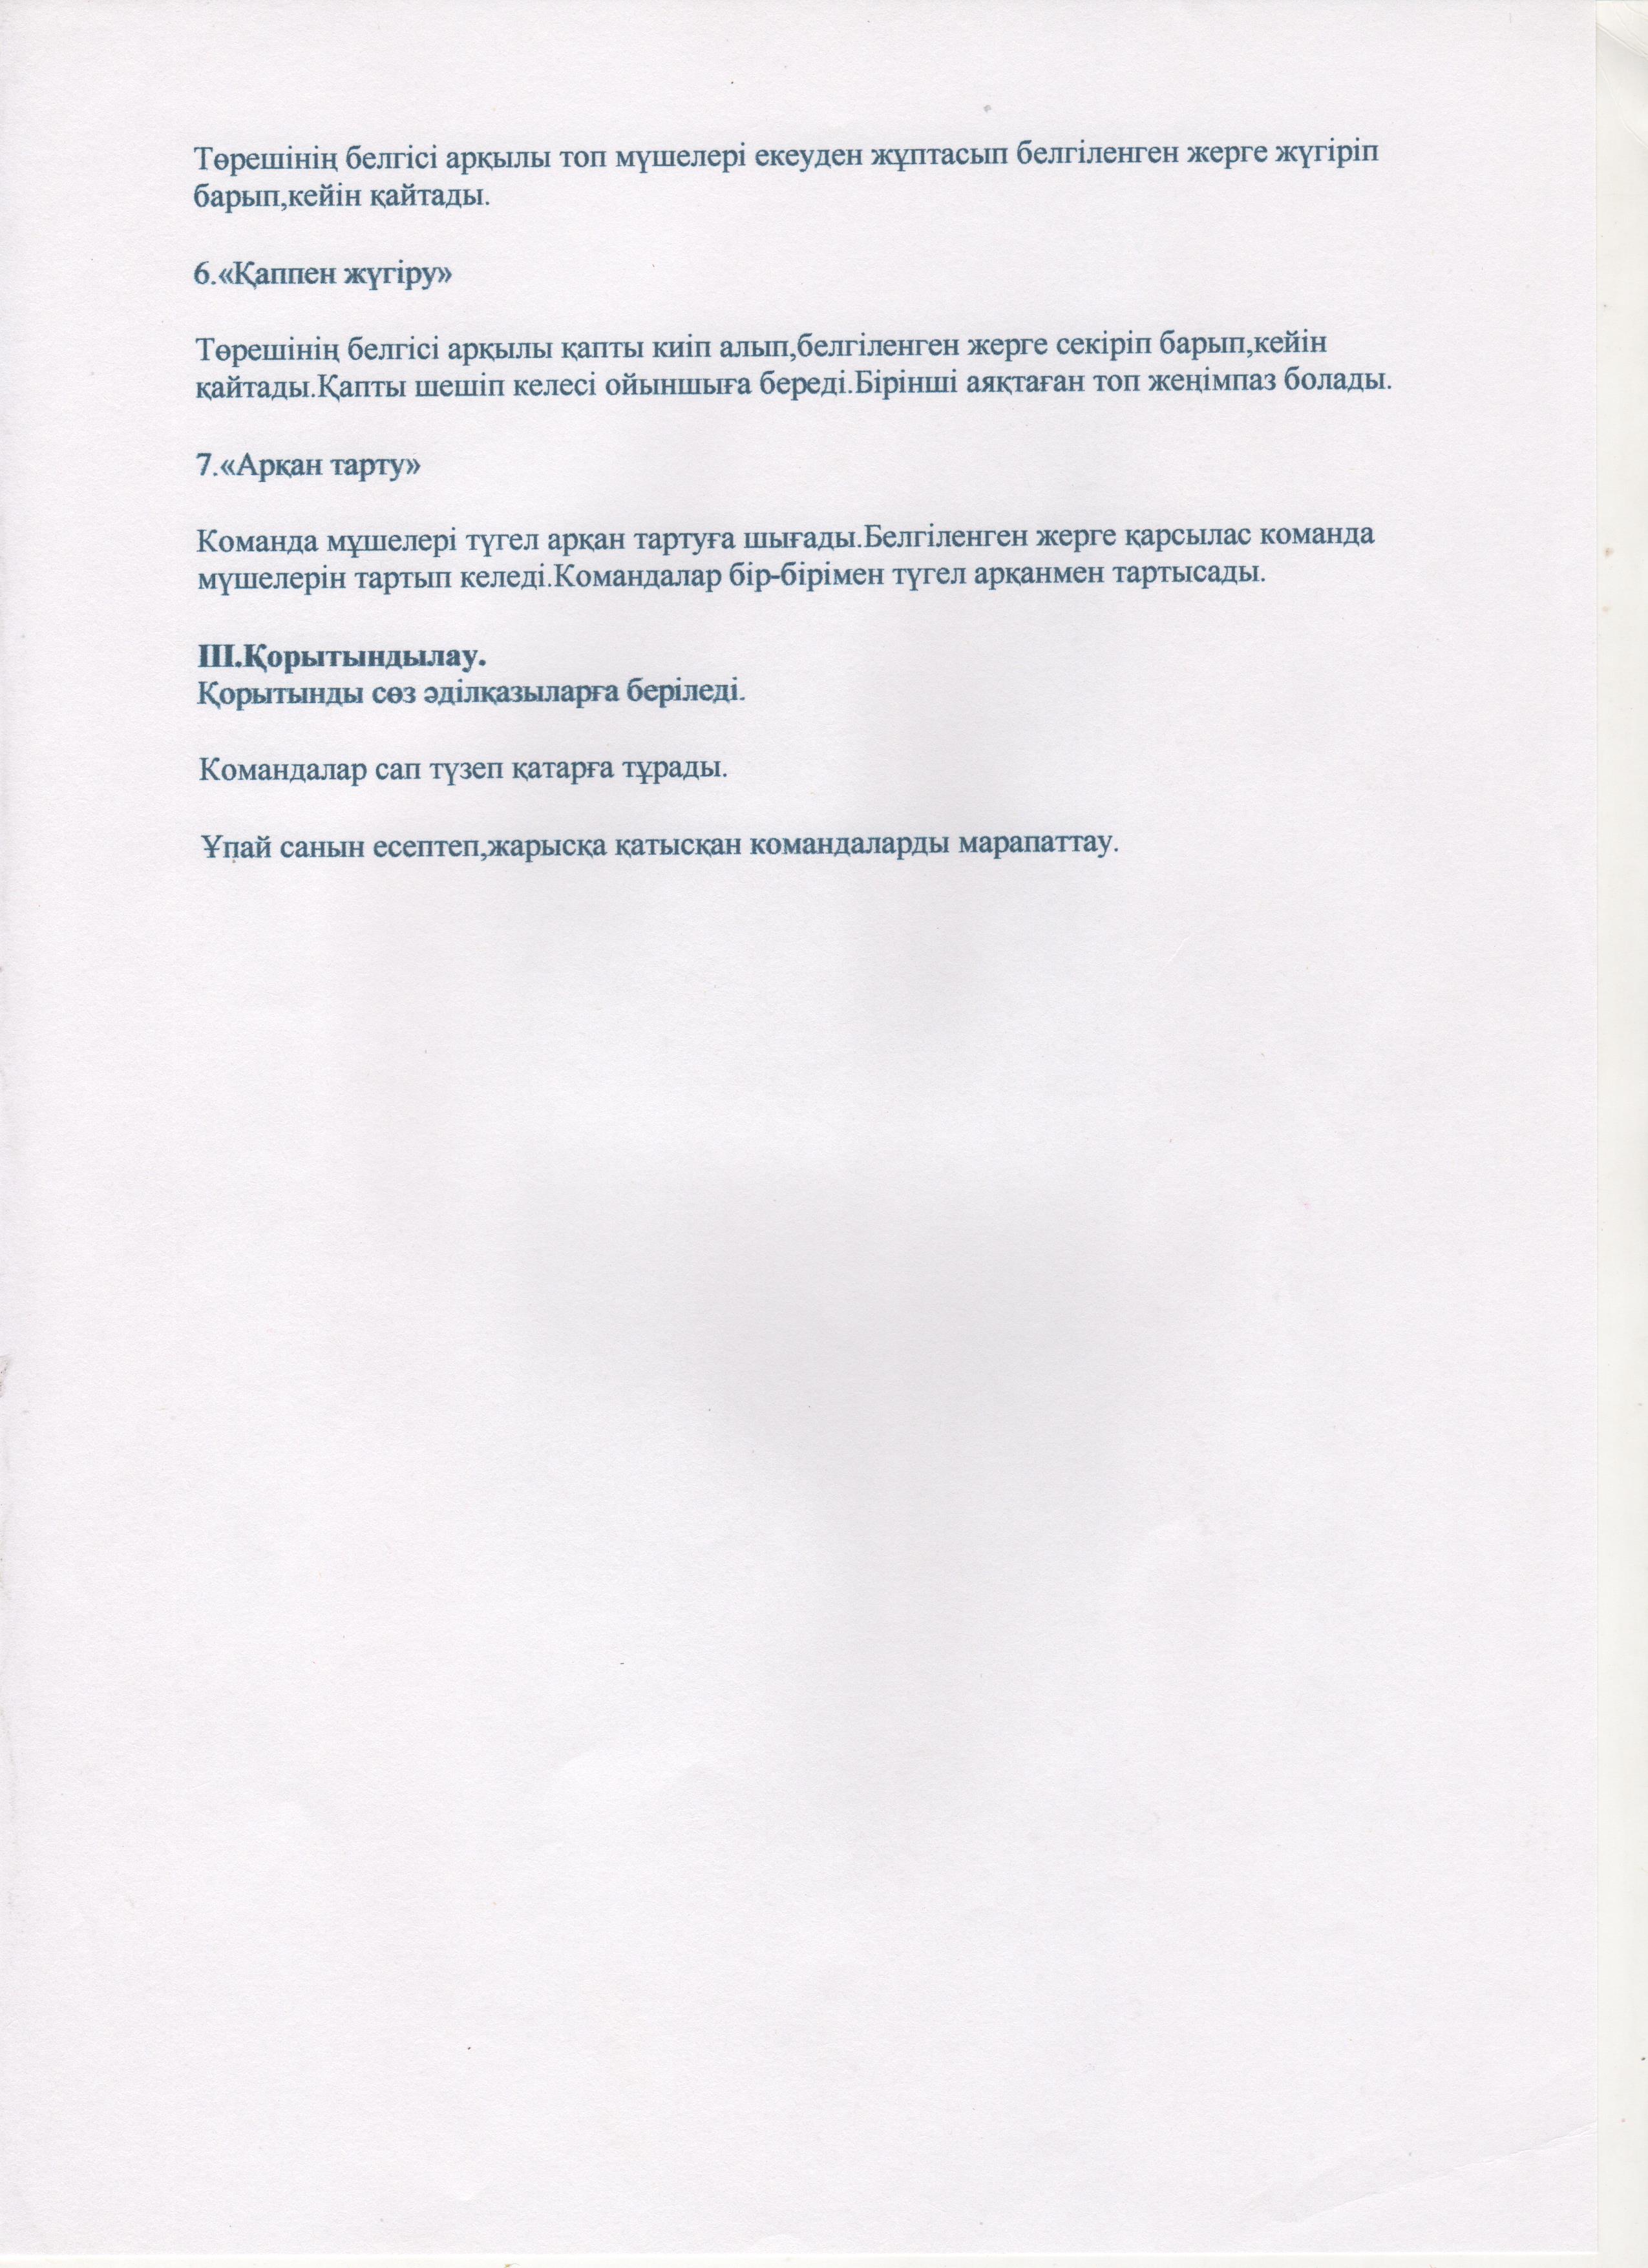 Төрешінің белгісі арқылы топ мүшелері екеуден жұптасып белгіленген жерге жүгіріп
барып,кейін қайтады.
6.«Қаппен жүгіру»
Төрешінің белгісі арқылы қапты киіп алып,белгіленген жерге секіріп барып,кейін
қайтады.Қапты шешіп келесі ойыншыға береді.Бірінші аяқтаған топ жеңімпаз болады.
7.«Арқан тарту»
Команда мұшелері түгел арқан тартуға шығады.Белгіленген жерге қарсылас команда
мүшелерін тартып келеді.Командалар бір-бірімен түгел арқанмен тартысады.
III.Қорытындылау.
Қорытынды сөз әділқазыларға беріледі.
Командалар сап түзеп қатарға тұрады.
Ұпай санын есептеп,жарысқа қатысқан командаларды марапаттау.